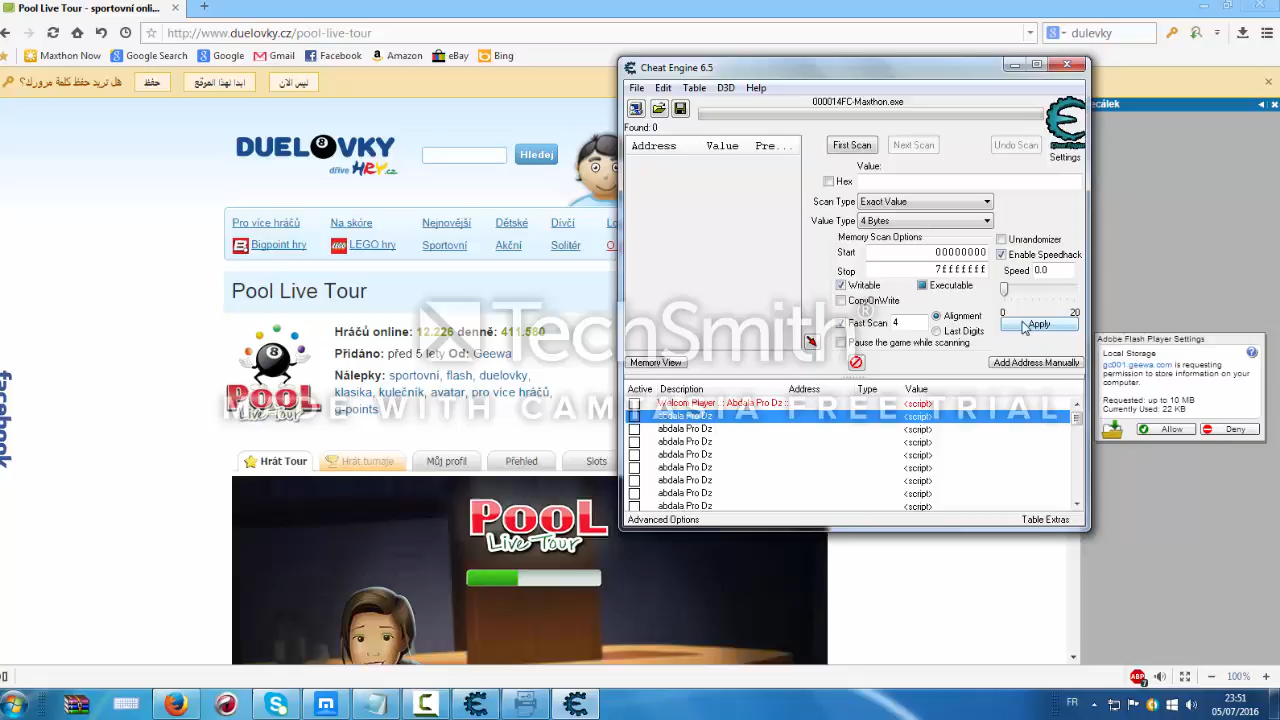 Pool Live Tour - sportovní onli...
http://www.duelovky.cz/pool-live-tour
dulevky
Maxthon Now
Google Search
Google
Gmail
Facebook
Amazon
eBay
Bing
هل تريد حفظ كلمة مرورك؟
حفظ
ابدا لهذا الموقع
ليس الآن
DUELOVKY
dříve HRY.cz
Hledej
Pro více hráčů
Na skóre
Nejnovější
Dětské
Dívčí
Bigpoint hry
LEGO hry
Sportovní
Akční
Solitér
Pool Live Tour
Hráčů online: 12.226 denně: 411.580
Přidáno: před 5 lety Od: Geewa
Nálepky: sportovní, flash, duelovky,
klasika, kulečník, avatar, pro více hráčů,
g-points
POOL
Live Tour
facebook
Hrát Tour
Hrát turnaje
Můj profil
Přehled
Slots
POOL
Live Tour
Cheat Engine 6.5
File Edit Table D3D Help
000014FC-Maxthon.exe
Found: 0
Address Value Pre...
First Scan
Next Scan
Undo Scan
Settings
Value:
Hex
Scan Type Exact Value
Value Type 4 Bytes
Memory Scan Options
Start 00000000
Stop 7fffffff
Writable
Executable
CopyOnWrite
Fast Scan 4
Alignment
Last Digits
Pause the game while scanning
Unrandomizer
Enable Speedhack
Speed 0.0
0 20
Apply
Memory View
Add Address Manually
Active Description Address Type Value
Welcom Player .:: Abdala Pro Dz :: <script>
abdala Pro Dz <script>
abdala Pro Dz <script>
abdala Pro Dz <script>
abdala Pro Dz <script>
abdala Pro Dz <script>
abdala Pro Dz <script>
abdala Pro Dz <script>
abdala Pro Dz <script>
Advanced Options
Table Extras
TechSmith®
MADE WITH CAMTASIA FREE TRIAL
Adobe Flash Player Settings
Local Storage
gc001.geewa.com is requesting
permission to store information on your
computer.
Requested: up to 10 MB
Currently Used: 22 KB
Allow
Deny
ABP
100%
FR
23:51
05/07/2016